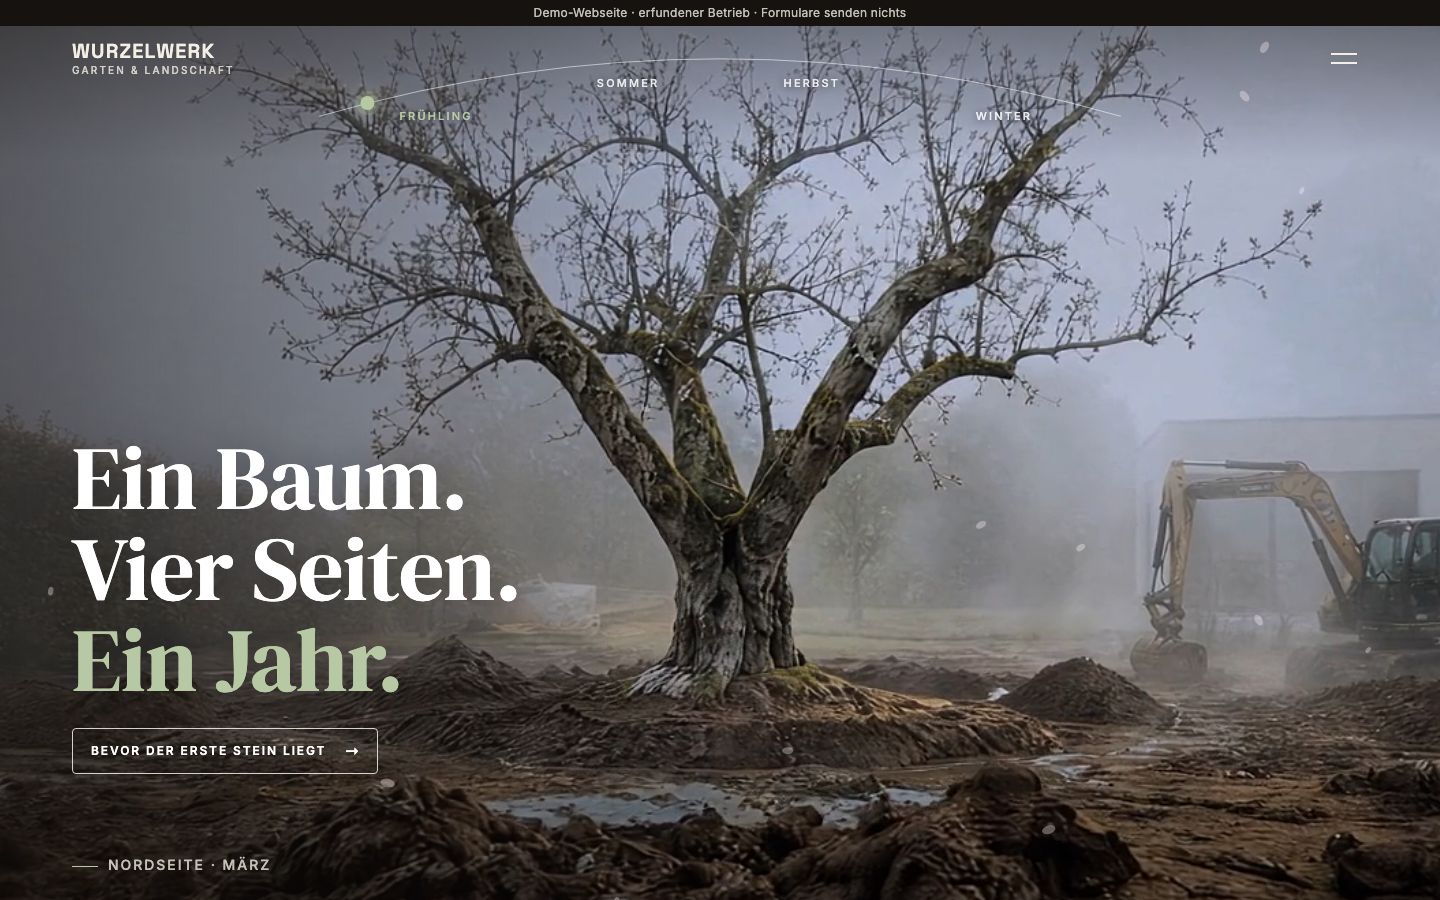 Demo-Webseite · erfundener Betrieb · Formulare senden nichts
WURZELWERK
GARTEN & LANDSCHAFT
SOMMER
HERBST
FRÜHLING
WINTER
Ein Baum.
Vier Seiten.
Ein Jahr.
BEVOR DER ERSTE STEIN LIEGT →
NORDSEITE · MÄRZ